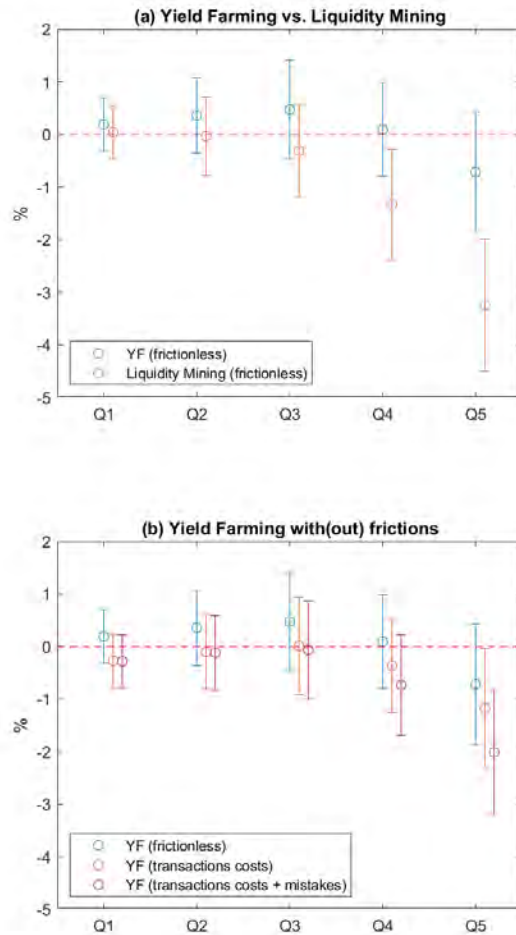 (a) Yield Farming vs. Liquidity Mining
2
1
0
-1
-2
-3
-4
-5
%
YF (frictionless)
Liquidity Mining (frictionless)
Q1 Q2 Q3 Q4 Q5
(b) Yield Farming with(out) frictions
2
1
0
-1
-2
-3
-4
-5
%
YF (frictionless)
YF (transactions costs)
YF (transactions costs + mistakes)
Q1 Q2 Q3 Q4 Q5